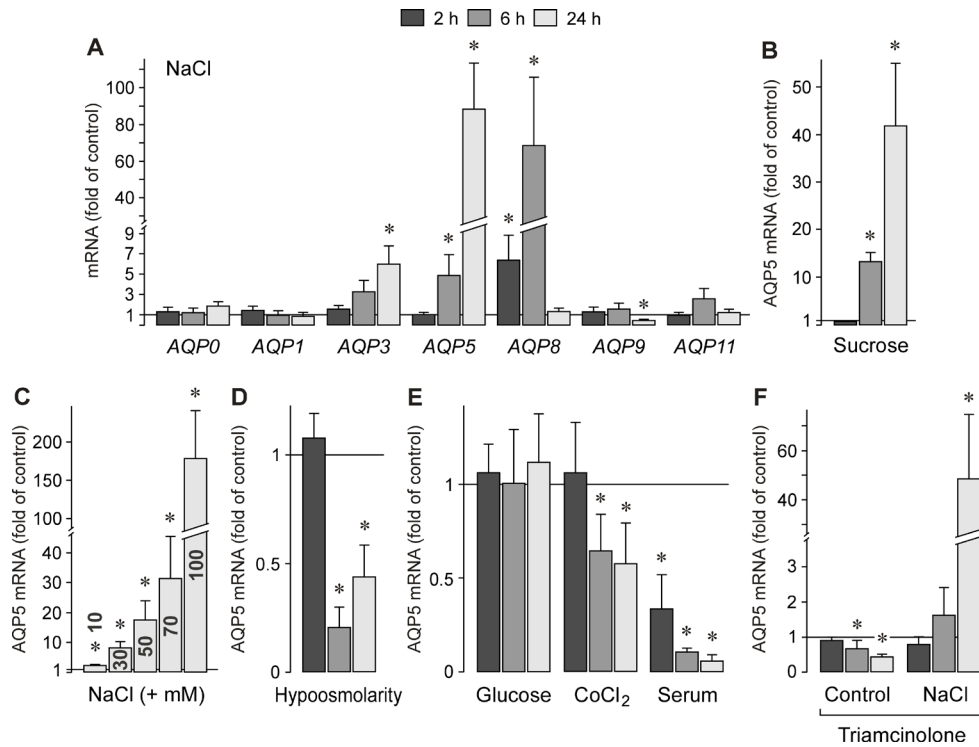 2 h 6 h 24 h
A
NaCl
mRNA (fold of control)
100
80
60
40
9
7
5
3
1
*
*
*
*
*
*
AQP0 AQP1 AQP3 AQP5 AQP8 AQP9 AQP11
B
AQP5 mRNA (fold of control)
50
40
30
20
10
1
*
*
Sucrose
C
AQP5 mRNA (fold of control)
200
150
100
40
30
20
10
1
*
*
*
*
*
10
30
50
70
100
NaCl (+ mM)
D
AQP5 mRNA (fold of control)
1
0.5
0
*
*
Hypoosmolarity
E
AQP5 mRNA (fold of control)
1
0.5
0
* *
* * *
Glucose CoCl2 Serum
F
AQP5 mRNA (fold of control)
60
40
3
2
1
0
*
* *
Control NaCl
Triamcinolone